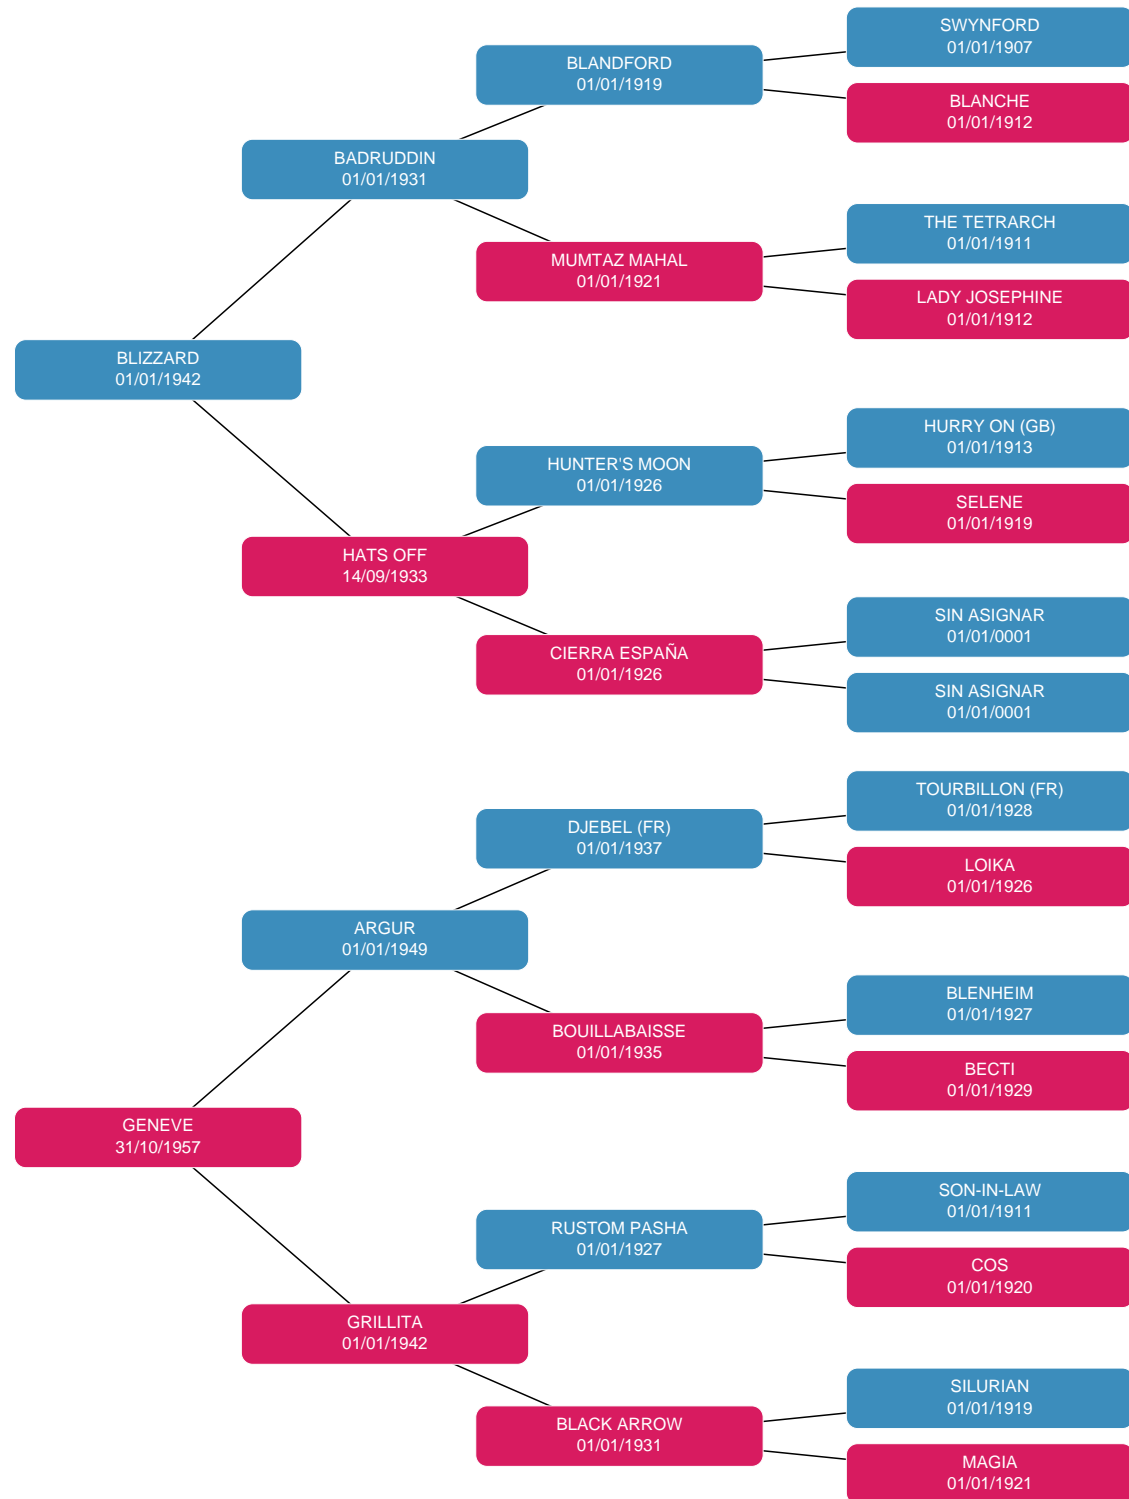 SWYNFORD
01/01/1907
BLANDFORD
01/01/1919
BLANCHE
01/01/1912
BADRUDDIN
01/01/1931
THE TETRARCH
01/01/1911
MUMTAZ MAHAL
01/01/1921
LADY JOSEPHINE
01/01/1912
BLIZZARD
01/01/1942
HURRY ON (GB)
01/01/1913
HUNTER'S MOON
01/01/1926
SELENE
01/01/1919
HATS OFF
14/09/1933
SIN ASIGNAR
01/01/0001
CIERRA ESPAÑA
01/01/1926
SIN ASIGNAR
01/01/0001
TOURBILLON (FR)
01/01/1928
DJEBEL (FR)
01/01/1937
LOIKA
01/01/1926
ARGUR
01/01/1949
BLENHEIM
01/01/1927
BOUILLABAISSE
01/01/1935
BECTI
01/01/1929
GENEVE
31/10/1957
SON-IN-LAW
01/01/1911
RUSTOM PASHA
01/01/1927
COS
01/01/1920
GRILLITA
01/01/1942
SILURIAN
01/01/1919
BLACK ARROW
01/01/1931
MAGIA
01/01/1921